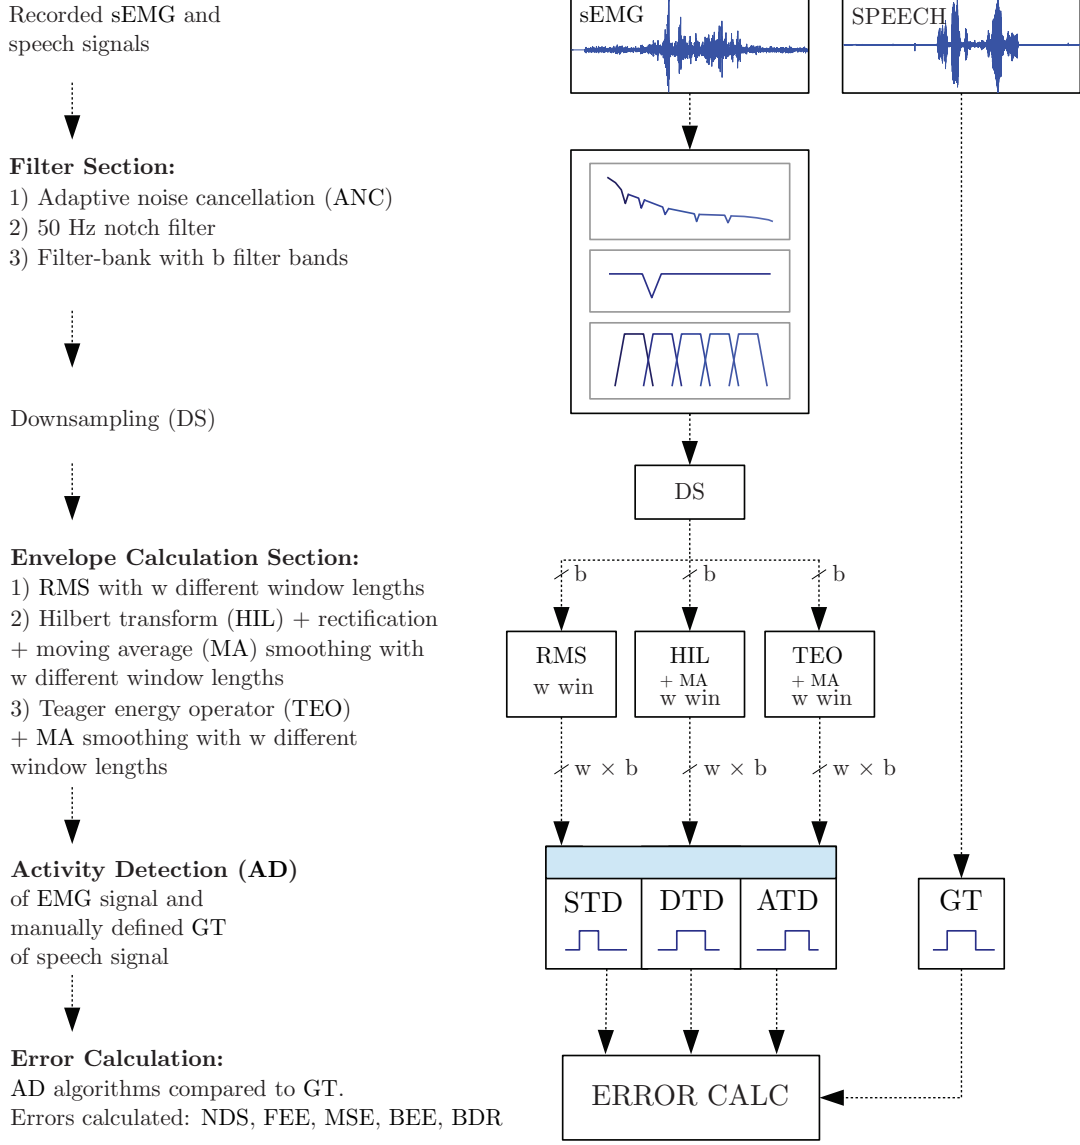 Recorded sEMG and
speech signals
Filter Section:
1) Adaptive noise cancellation (ANC)
2) 50 Hz notch filter
3) Filter-bank with b filter bands
Downsampling (DS)
Envelope Calculation Section:
1) RMS with w different window lengths
2) Hilbert transform (HIL) + rectification
+ moving average (MA) smoothing with
w different window lengths
3) Teager energy operator (TEO)
+ MA smoothing with w different
window lengths
Activity Detection (AD)
of EMG signal and
manually defined GT
of speech signal
Error Calculation:
AD algorithms compared to GT.
Errors calculated: NDS, FEE, MSE, BEE, BDR
sEMG
SPEECH
DS
b
b
b
RMS
w win
HIL
+ MA
w win
TEO
+ MA
w win
w × b
w × b
w × b
STD
DTD
ATD
GT
ERROR CALC